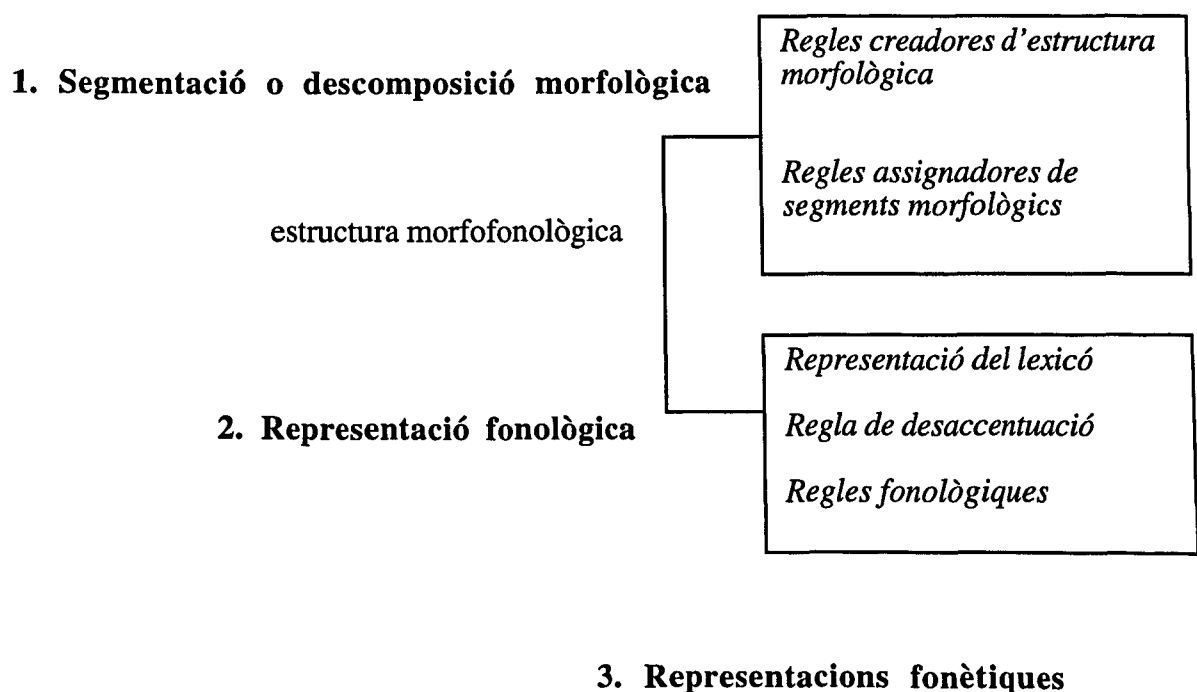 1. Segmentació o descomposició morfològica
Regles creadores d'estructura
morfològica
Regles assignadores de
segments morfològics
estructura morfofonològica
2. Representació fonològica
Representació del lexicó
Regla de desaccentuació
Regles fonològiques
3. Representacions fonètiques